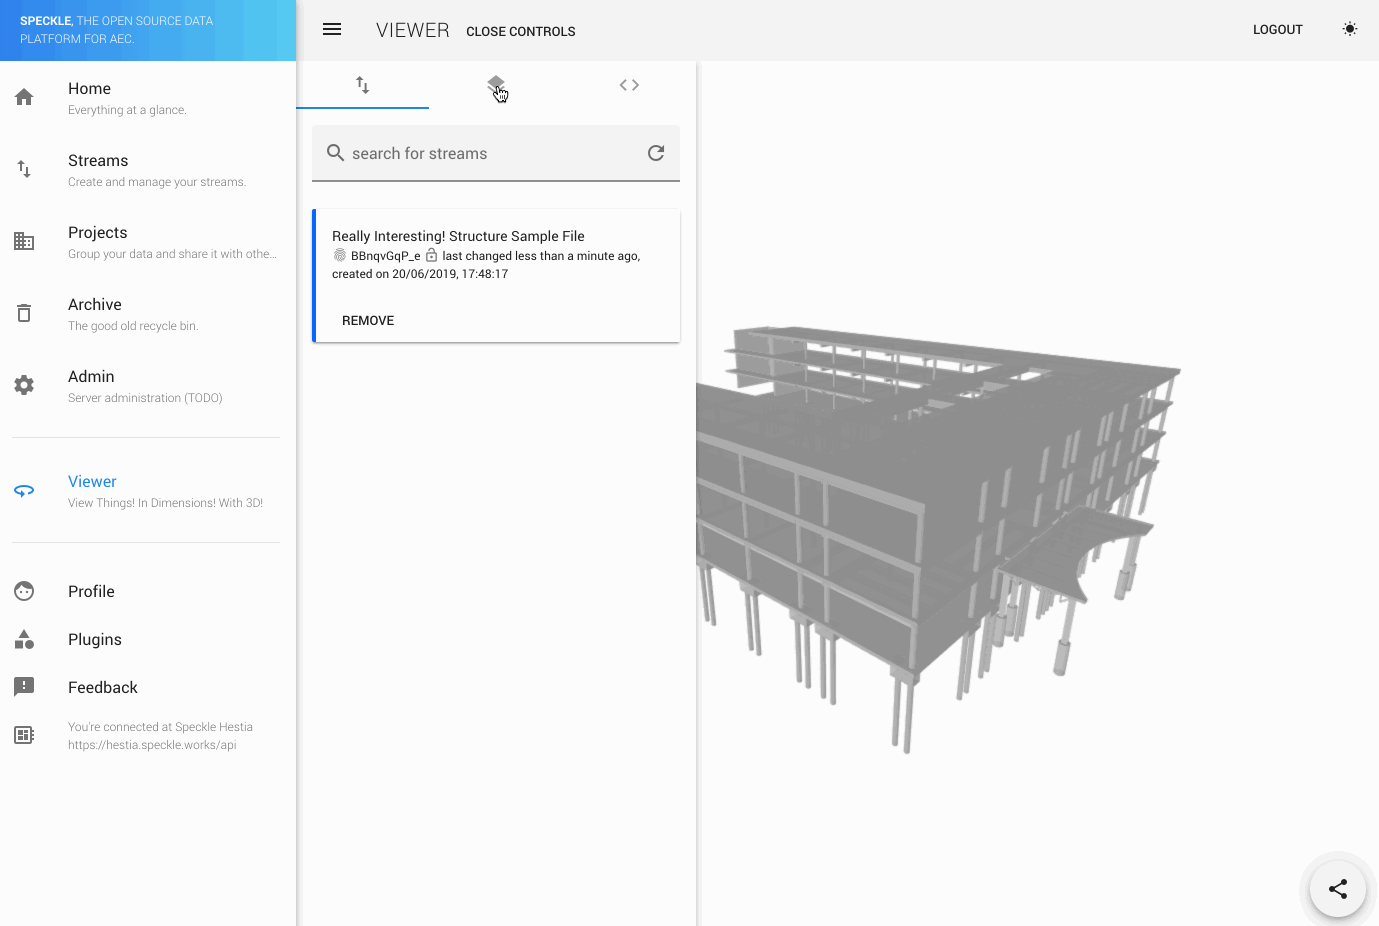 SPECKLE, THE OPEN SOURCE DATA
PLATFORM FOR AEC.
VIEWER
CLOSE CONTROLS
LOGOUT
Home
Everything at a glance.
Streams
Create and manage your streams.
Projects
Group your data and share it with othe...
Archive
The good old recycle bin.
Admin
Server administration (TODO)
Viewer
View Things! In Dimensions! With 3D!
Profile
Plugins
Feedback
You're connected at Speckle Hestia
https://hestia.speckle.works/api
search for streams
Really Interesting! Structure Sample File
BBnqvGqP_e last changed less than a minute ago,
created on 20/06/2019, 17:48:17
REMOVE